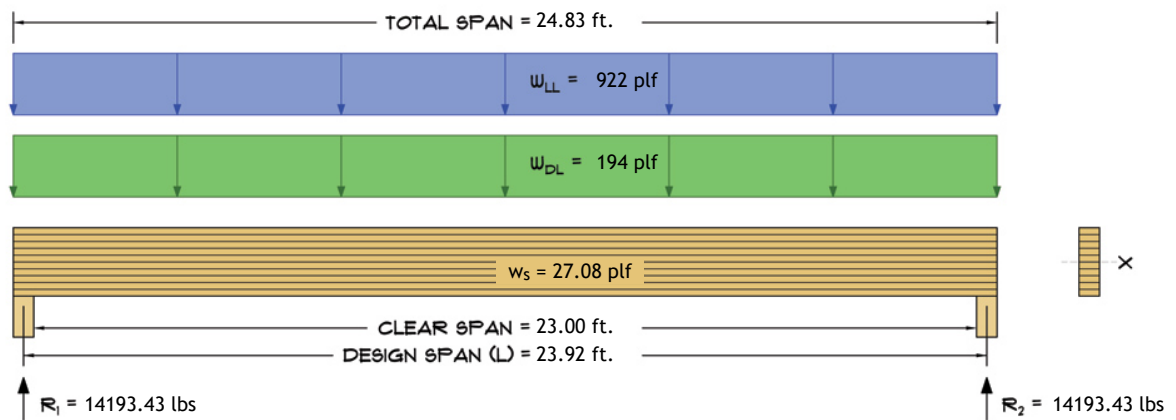 TOTAL SPAN = 24.83 ft.
WLL = 922 plf
WDL = 194 plf
ws = 27.08 plf
X
CLEAR SPAN = 23.00 ft.
DESIGN SPAN (L) = 23.92 ft.
R1 = 14193.43 lbs
R2 = 14193.43 lbs